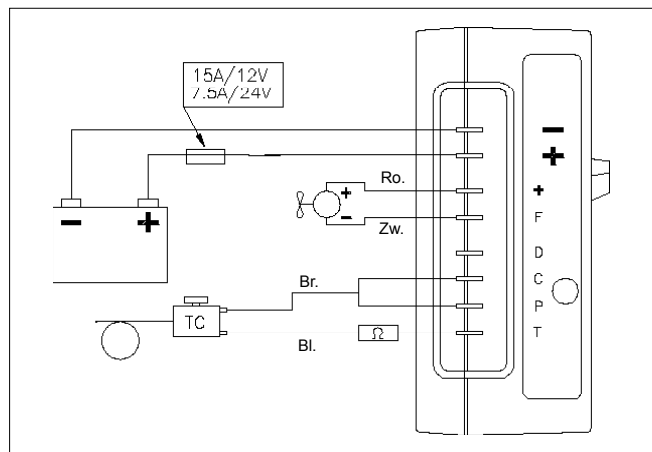 15A/12V
7.5A/24V
−
+
− +
+
Ro.
+
−
F
Zw.
D
C
Br.
P
TC
T
Bl.
Ω